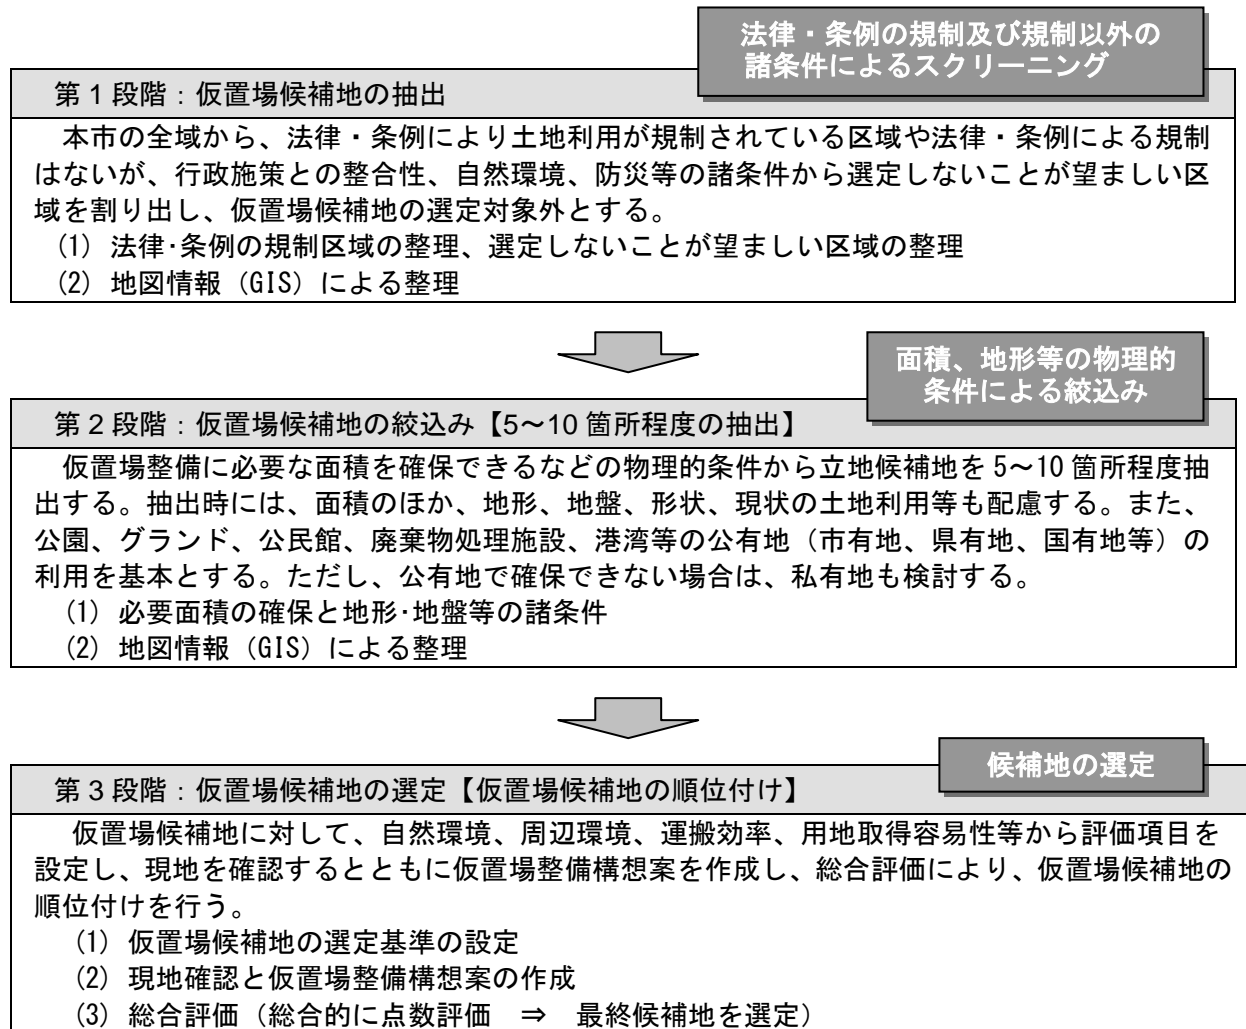 法律・条例の規制及び規制以外の
諸条件によるスクリーニング
第1段階：仮置場候補地の抽出
本市の全域から、法律・条例により土地利用が規制されている区域や法律・条例による規制
はないが、行政施策との整合性、自然環境、防災等の諸条件から選定しないことが望ましい区
域を割り出し、仮置場候補地の選定対象外とする。
(1) 法律･条例の規制区域の整理、選定しないことが望ましい区域の整理
(2) 地図情報（GIS）による整理
面積、地形等の物理的
条件による絞込み
第2段階：仮置場候補地の絞込み【5～10箇所程度の抽出】
仮置場整備に必要な面積を確保できるなどの物理的条件から立地候補地を5～10箇所程度抽
出する。抽出時には、面積のほか、地形、地盤、形状、現状の土地利用等も配慮する。また、
公園、グランド、公民館、廃棄物処理施設、港湾等の公有地（市有地、県有地、国有地等）の
利用を基本とする。ただし、公有地で確保できない場合は、私有地も検討する。
(1) 必要面積の確保と地形･地盤等の諸条件
(2) 地図情報（GIS）による整理
候補地の選定
第3段階：仮置場候補地の選定【仮置場候補地の順位付け】
仮置場候補地に対して、自然環境、周辺環境、運搬効率、用地取得容易性等から評価項目を
設定し、現地を確認するとともに仮置場整備構想案を作成し、総合評価により、仮置場候補地の
順位付けを行う。
(1) 仮置場候補地の選定基準の設定
(2) 現地確認と仮置場整備構想案の作成
(3) 総合評価（総合的に点数評価 ⇒ 最終候補地を選定）